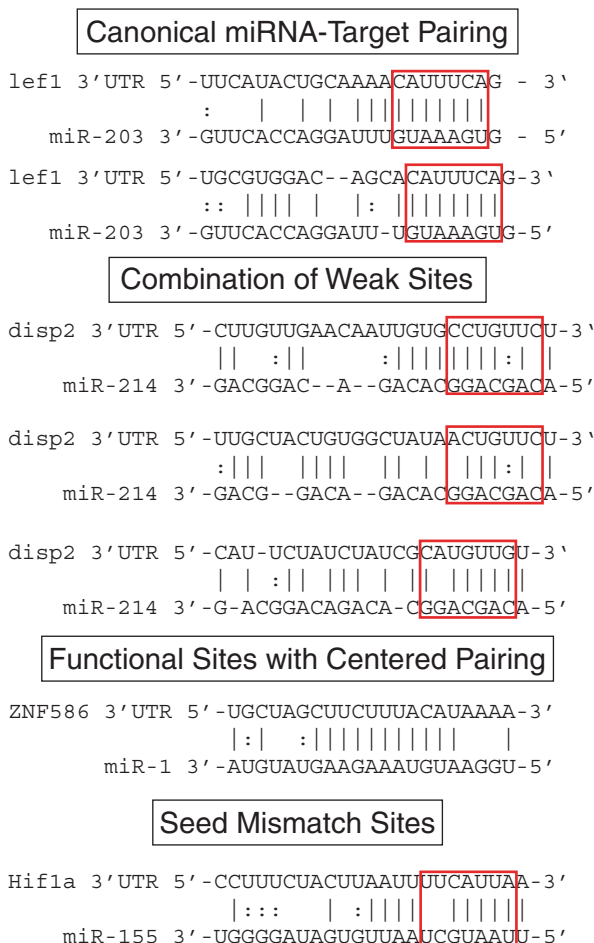 Canonical miRNA-Target Pairing
lef1 3’UTR 5’-UUCAUACUGCAAAACAUUUCAG - 3‘
:   |  | | ||||||||||
miR-203 3’-GUUCACCAGGAUUUGUAAAGUG - 5’
lef1 3’UTR 5’-UGCGUGGAC--AGCACAUUUCAG-3‘
:: |||| |  |: |||||||
miR-203 3’-GUUCACCAGGAUU-UGUAAAGUG-5’
Combination of Weak Sites
disp2 3’UTR 5’-CUUGUUGAACAAUUGUGCCUGUUCU-3‘
||  :||     :||||||||:| |
miR-214 3’-GACGGAC--A--GACACGGACGACA-5’
disp2 3’UTR 5’-UUGCUACUGUGGCUAUAACUGUUCU-3‘
:|||  ||||  || |  |||:| |
miR-214 3’-GACG--GACA--GACACGGACGACA-5’
disp2 3’UTR 5’-CAU-UCUAUCUAUCGCAUGUUGU-3‘
| | :|| ||| | || ||||||
miR-214 3’-G-ACGGACAGACA-CGGACGACA-5’
Functional Sites with Centered Pairing
ZNF586 3’UTR 5’-UGCUAGCUUCUUUACAUAAAA-3’
|:|  :|||||||||||   |
miR-1 3’-AUGUAUGAAGAAAUGUAAGGU-5’
Seed Mismatch Sites
Hif1a 3’UTR 5’-CCUUUCUACUUAAUUUUCAUUAA-3’
|:::   | :||||  ||||||
miR-155 3’-UGGGGAUAGUGUUAAUCGUAAUU-5’